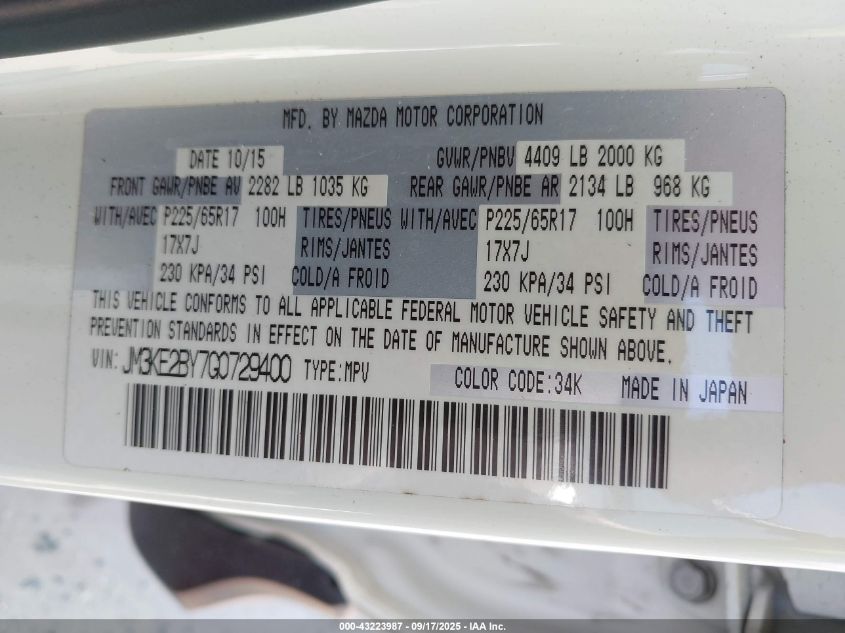 MFD. BY MAZDA MOTOR CORPORATION
DATE 10/15 GVWR/PNBV 4409 LB 2000 KG
FRONT GAWR/PNBE AV 2282 LB 1035 KG REAR GAWR/PNBE AR 2134 LB 968 KG
WITH/AVEC P225/65R17 100H TIRES/PNEUS WITH/AVEC P225/65R17 100H TIRES/PNEUS
17X7J RIMS/JANTES 17X7J RIMS/JANTES
230 KPA/34 PSI COLD/A FROID 230 KPA/34 PSI COLD/A FROID
THIS VEHICLE CONFORMS TO ALL APPLICABLE FEDERAL MOTOR VEHICLE SAFETY AND THEFT
PREVENTION STANDARDS IN EFFECT ON THE DATE OF MANUFACTURE SHOWN ABOVE.
VIN: JM3KE2BY7G0729400 TYPE:MPV COLOR CODE:34K MADE IN JAPAN
000-43223987 - 09/17/2025 - IAA Inc.